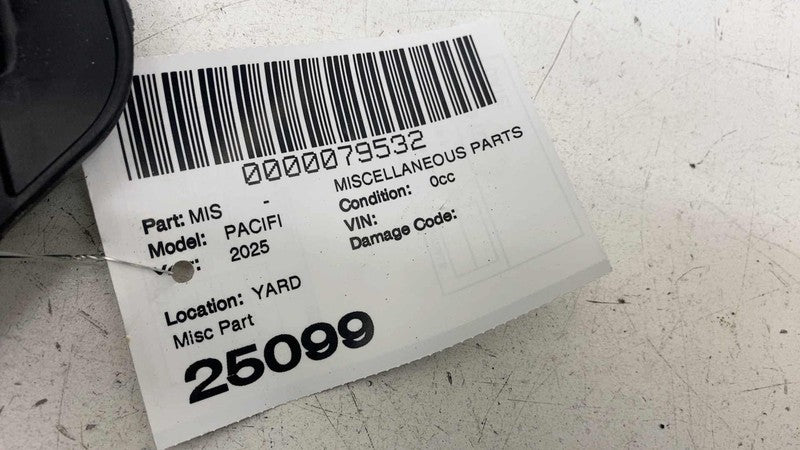 0000079532
Part: MIS - MISCELLANEOUS PARTS
Model: PACIFI Condition: 0cc
: 2025 VIN:
Damage Code:
Location: YARD
Misc Part
25099